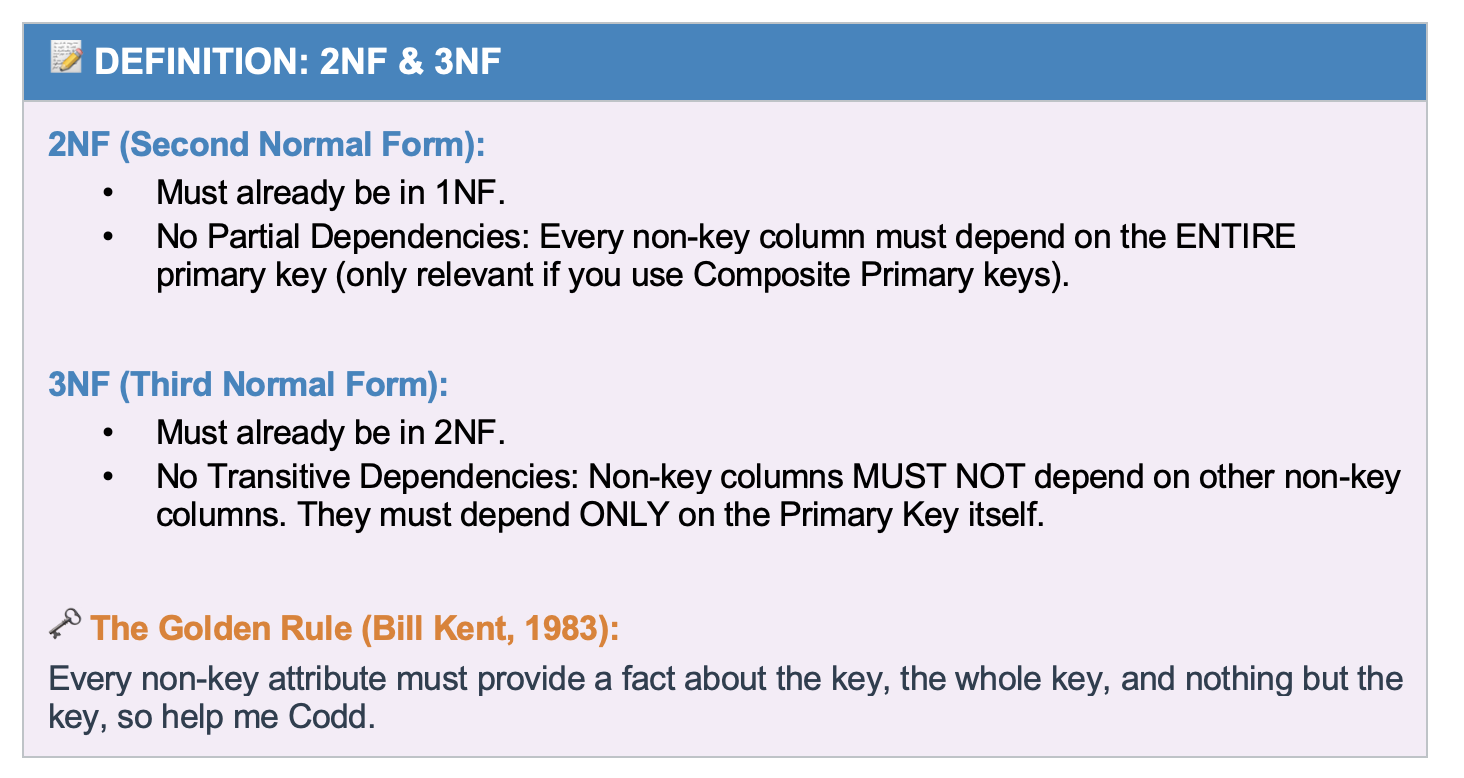 DEFINITION: 2NF & 3NF
2NF (Second Normal Form):
• Must already be in 1NF.
• No Partial Dependencies: Every non-key column must depend on the ENTIRE
primary key (only relevant if you use Composite Primary keys).
3NF (Third Normal Form):
• Must already be in 2NF.
• No Transitive Dependencies: Non-key columns MUST NOT depend on other non-key
columns. They must depend ONLY on the Primary Key itself.
The Golden Rule (Bill Kent, 1983):
Every non-key attribute must provide a fact about the key, the whole key, and nothing but the
key, so help me Codd.